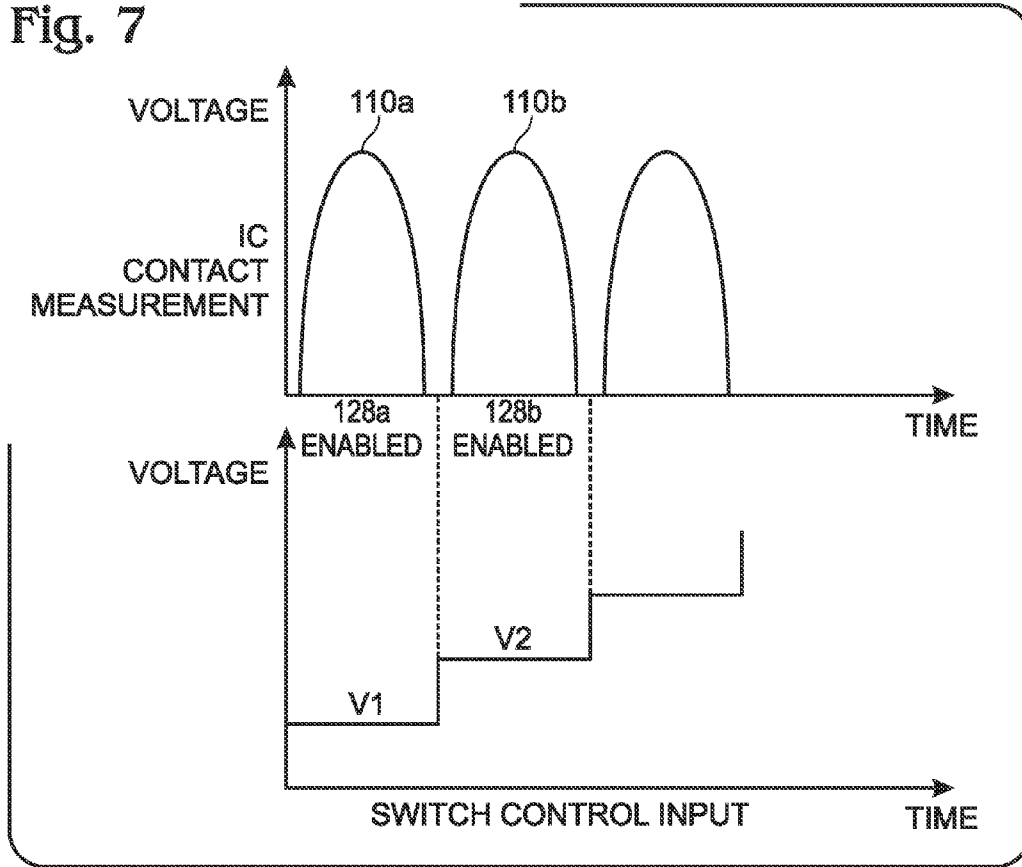 Fig. 7
VOLTAGE
110a
110b
IC
CONTACT
MEASUREMENT
128a
ENABLED
128b
ENABLED
TIME
VOLTAGE
V2
V1
SWITCH CONTROL INPUT
TIME